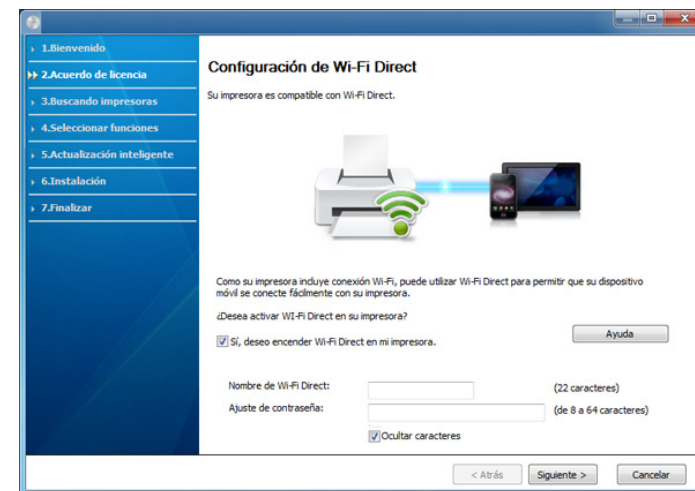 1.Bienvenido
2.Acuerdo de licencia
3.Buscando impresoras
4.Seleccionar funciones
5.Actualización inteligente
6.Instalación
7.Finalizar
Configuración de Wi-Fi Direct
Su impresora es compatible con Wi-Fi Direct.
Como su impresora incluye conexión Wi-Fi, puede utilizar Wi-Fi Direct para permitir que su dispositivo
móvil se conecte fácilmente con su impresora.
¿Desea activar WI-Fi Direct en su impresora?
Ayuda
Sí, deseo encender Wi-Fi Direct en mi impresora.
Nombre de Wi-Fi Direct: (22 caracteres)
Ajuste de contraseña: (de 8 a 64 caracteres)
Ocultar caracteres
< Atrás Siguiente > Cancelar